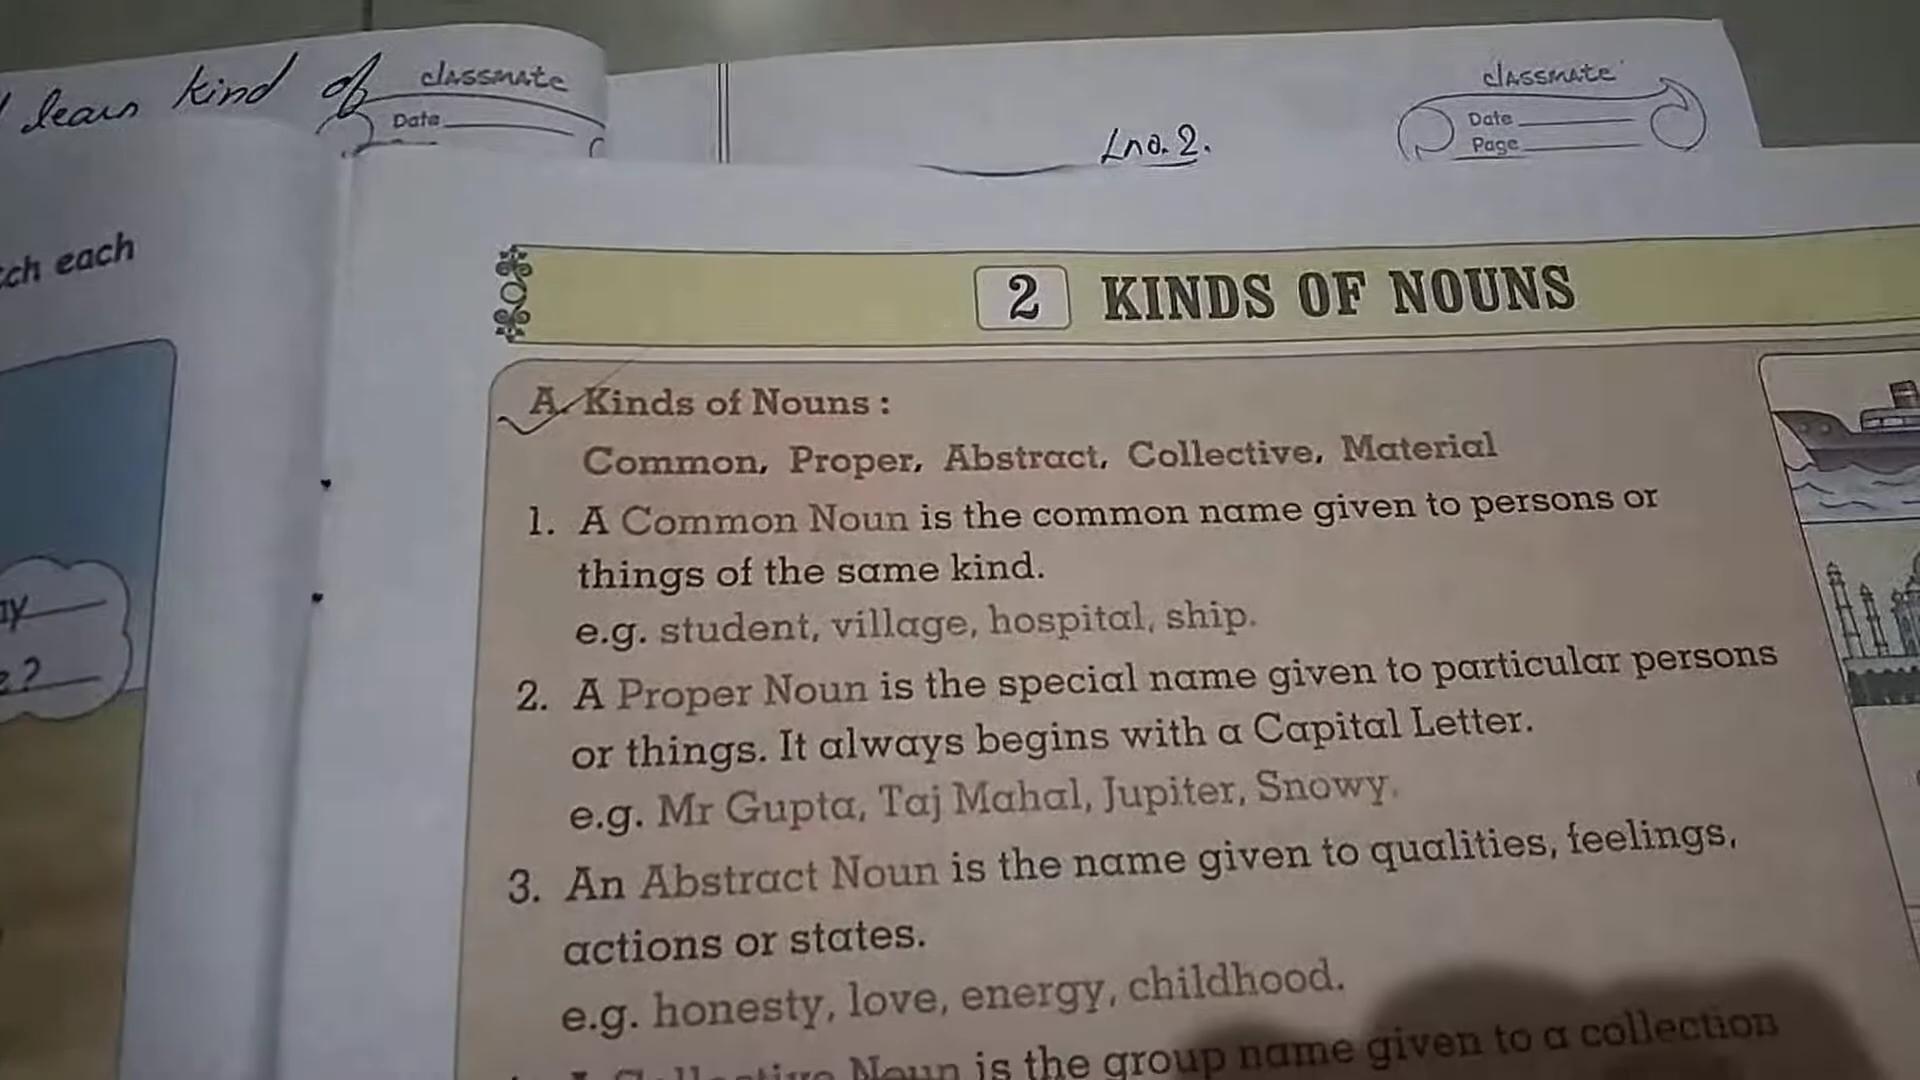 learn kind of
classmate
Date
classmate
Date
Page
Lno. 2.
each
2 KINDS OF NOUNS
A. Kinds of Nouns :
Common, Proper, Abstract, Collective, Material
1. A Common Noun is the common name given to persons or
things of the same kind.
e.g. student, village, hospital, ship.
2. A Proper Noun is the special name given to particular persons
or things. It always begins with a Capital Letter.
e.g. Mr Gupta, Taj Mahal, Jupiter, Snowy.
3. An Abstract Noun is the name given to qualities, feelings,
actions or states.
e.g. honesty, love, energy, childhood.
Noun is the group name given to a collection